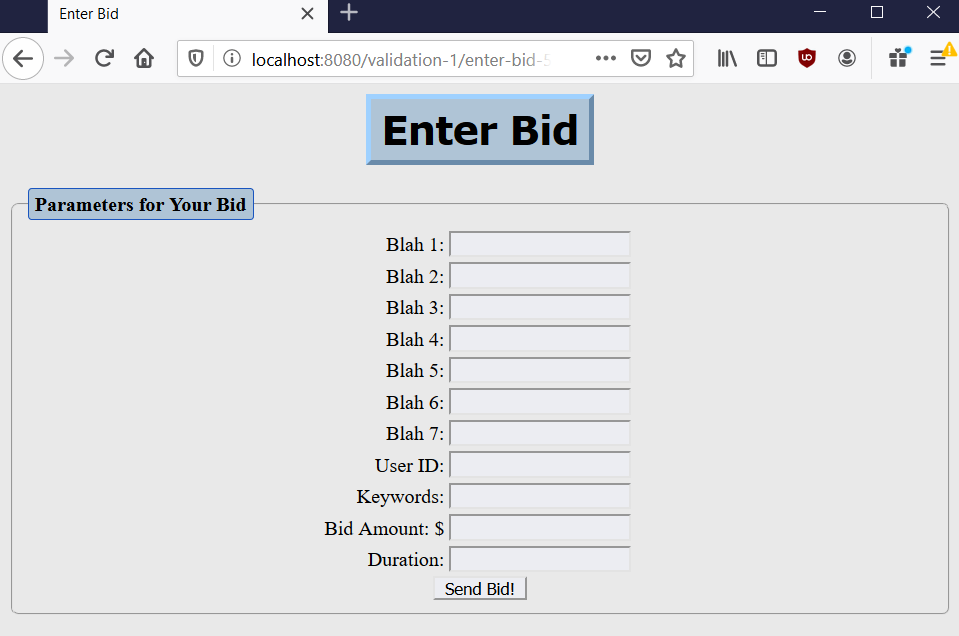 Enter Bid
localhost:8080/validation-1/enter-bid-5
Enter Bid
Parameters for Your Bid
Blah 1:
Blah 2:
Blah 3:
Blah 4:
Blah 5:
Blah 6:
Blah 7:
User ID:
Keywords:
Bid Amount: $
Duration:
Send Bid!